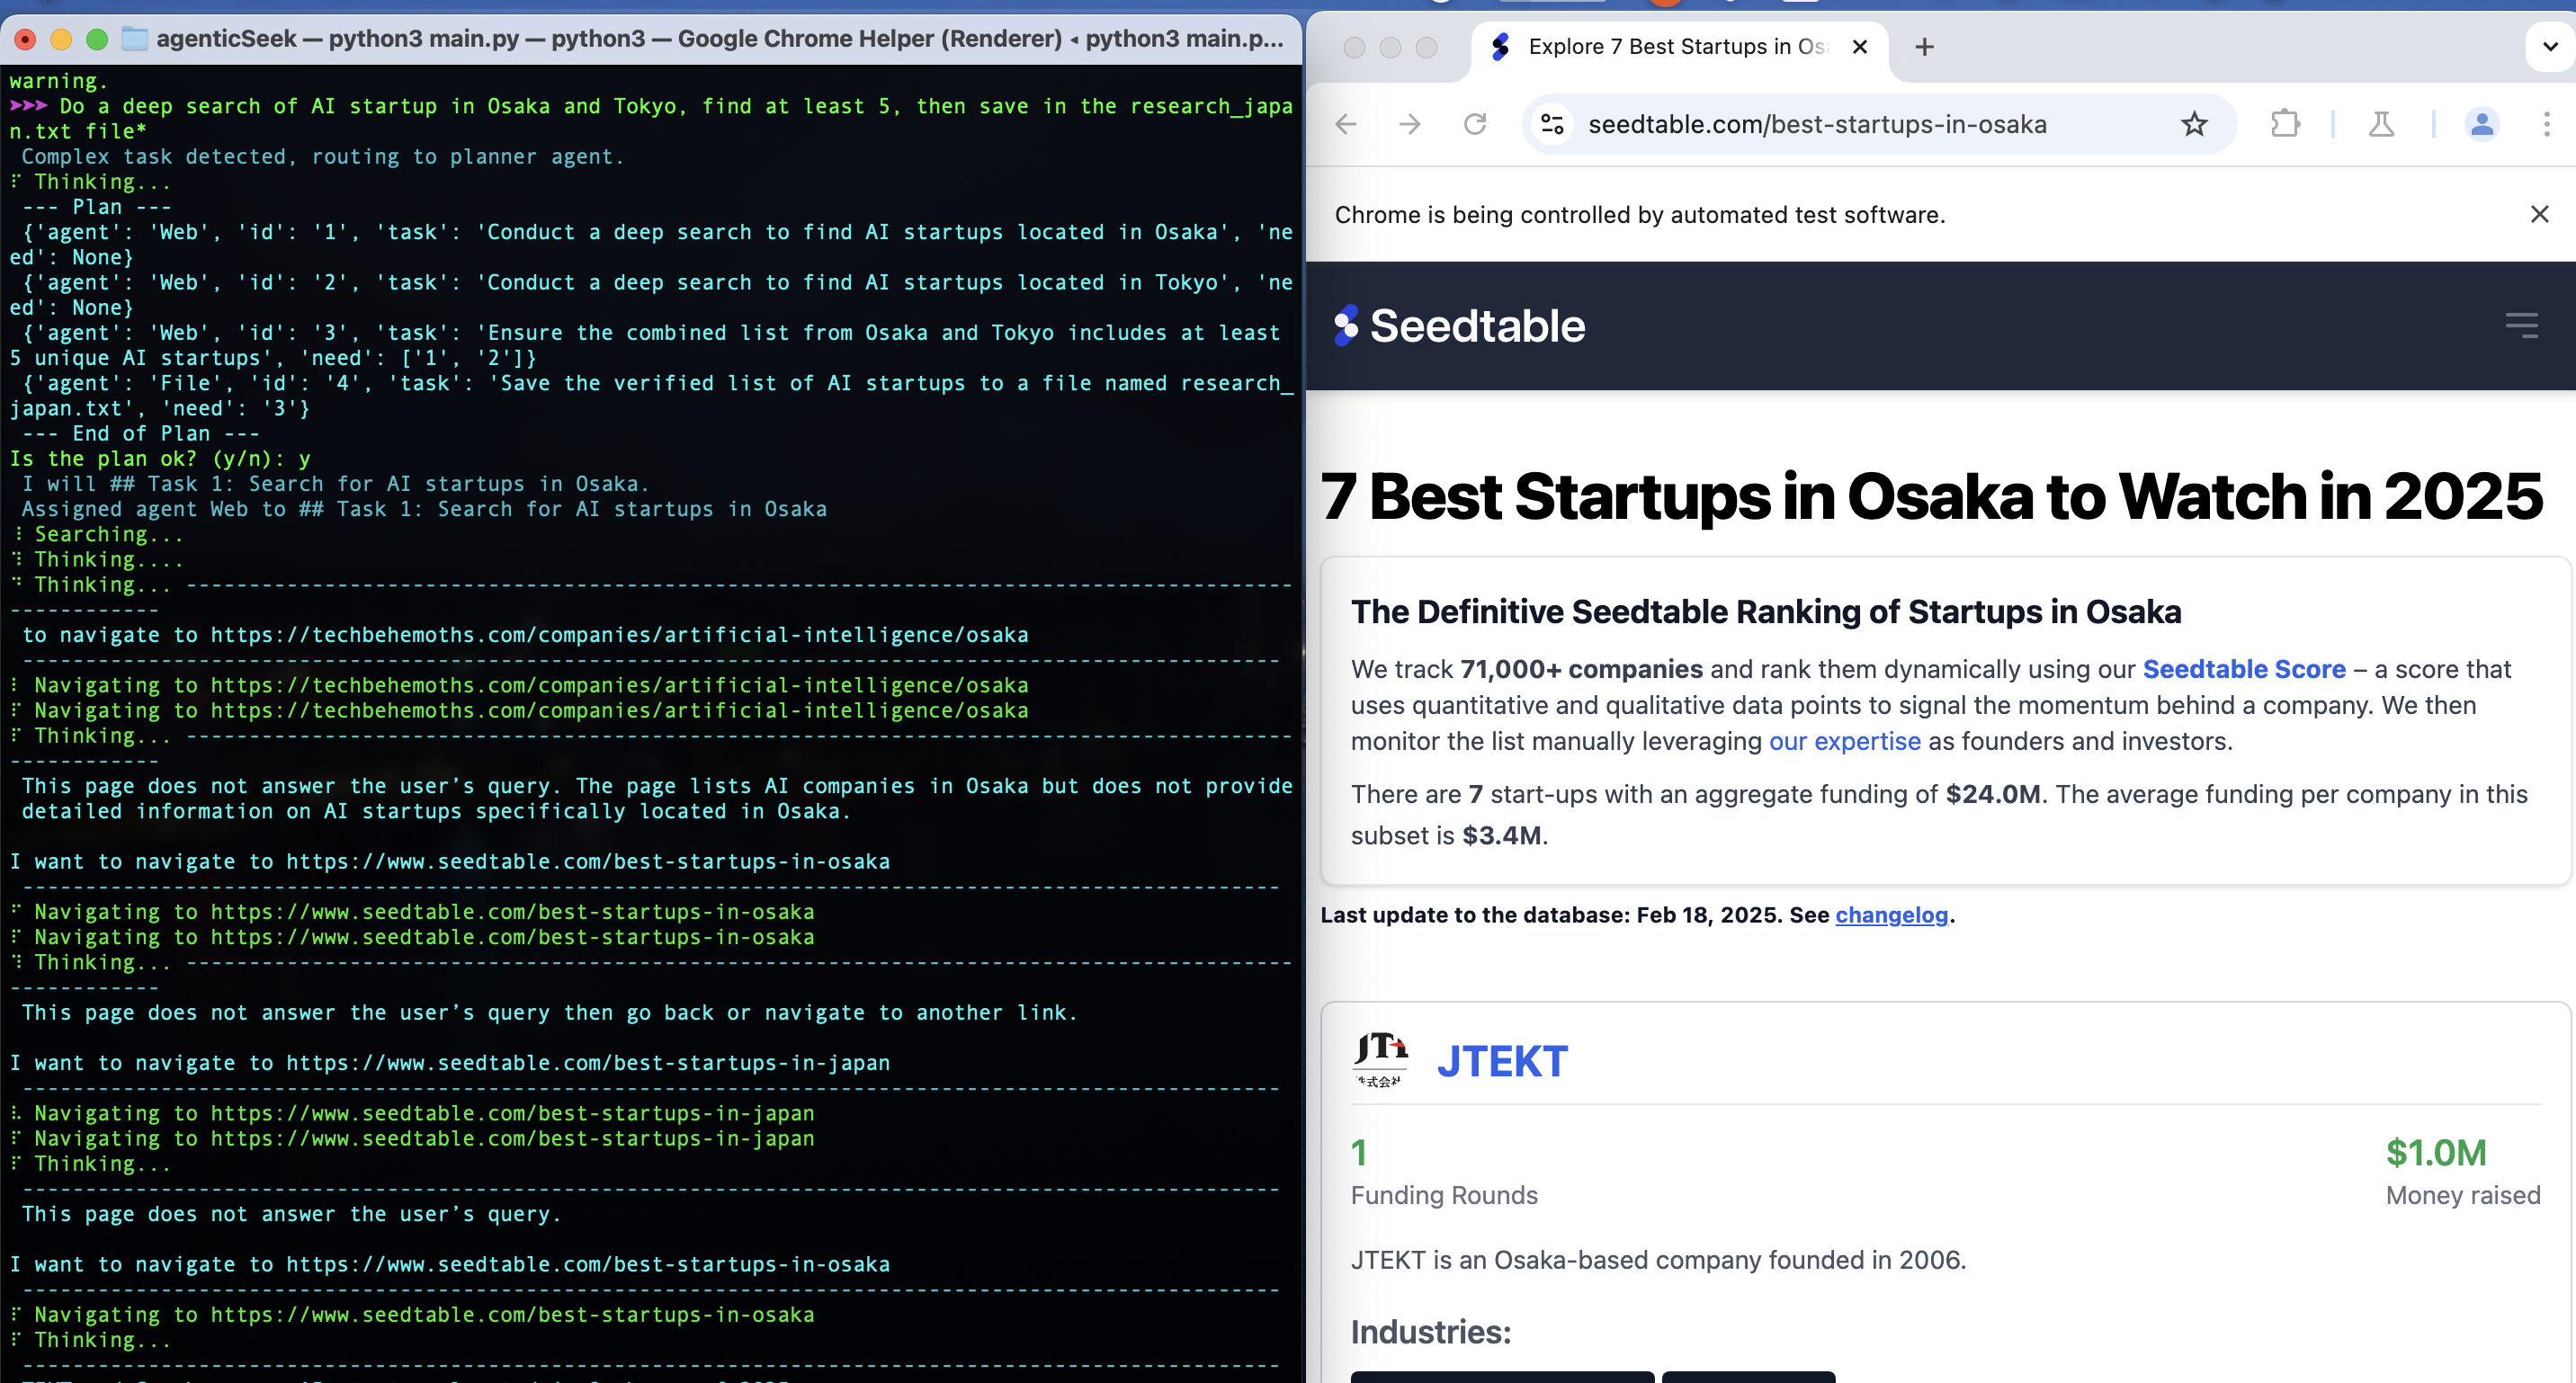 agenticSeek — python3 main.py — python3 — Google Chrome Helper (Renderer) ◂ python3 main.p...
warning.
>>> Do a deep search of AI startup in Osaka and Tokyo, find at least 5, then save in the research_japa
n.txt file*
Complex task detected, routing to planner agent.
Thinking...
--- Plan ---
{'agent': 'Web', 'id': '1', 'task': 'Conduct a deep search to find AI startups located in Osaka', 'ne
ed': None}
{'agent': 'Web', 'id': '2', 'task': 'Conduct a deep search to find AI startups located in Tokyo', 'ne
ed': None}
{'agent': 'Web', 'id': '3', 'task': 'Ensure the combined list from Osaka and Tokyo includes at least
5 unique AI startups', 'need': ['1', '2']}
{'agent': 'File', 'id': '4', 'task': 'Save the verified list of AI startups to a file named research_
japan.txt', 'need': '3'}
--- End of Plan ---
Is the plan ok? (y/n): y
I will ## Task 1: Search for AI startups in Osaka.
Assigned agent Web to ## Task 1: Search for AI startups in Osaka
Searching...
Thinking....
Thinking... ----------------------------------------------------------------------------------------
------------
to navigate to https://techbehemoths.com/companies/artificial-intelligence/osaka
----------------------------------------------------------------------------------------------------
Navigating to https://techbehemoths.com/companies/artificial-intelligence/osaka
Navigating to https://techbehemoths.com/companies/artificial-intelligence/osaka
Thinking... ----------------------------------------------------------------------------------------
------------
This page does not answer the user's query. The page lists AI companies in Osaka but does not provide
detailed information on AI startups specifically located in Osaka.
I want to navigate to https://www.seedtable.com/best-startups-in-osaka
----------------------------------------------------------------------------------------------------
Navigating to https://www.seedtable.com/best-startups-in-osaka
Navigating to https://www.seedtable.com/best-startups-in-osaka
Thinking... ----------------------------------------------------------------------------------------
------------
This page does not answer the user's query then go back or navigate to another link.
I want to navigate to https://www.seedtable.com/best-startups-in-japan
----------------------------------------------------------------------------------------------------
Navigating to https://www.seedtable.com/best-startups-in-japan
Navigating to https://www.seedtable.com/best-startups-in-japan
Thinking...
----------------------------------------------------------------------------------------------------
This page does not answer the user's query.
I want to navigate to https://www.seedtable.com/best-startups-in-osaka
----------------------------------------------------------------------------------------------------
Navigating to https://www.seedtable.com/best-startups-in-osaka
Thinking...
----------------------------------------------------------------------------------------------------
Explore 7 Best Startups in Osa
seedtable.com/best-startups-in-osaka
Chrome is being controlled by automated test software.
Seedtable
7 Best Startups in Osaka to Watch in 2025
The Definitive Seedtable Ranking of Startups in Osaka
We track 71,000+ companies and rank them dynamically using our Seedtable Score – a score that
uses quantitative and qualitative data points to signal the momentum behind a company. We then
monitor the list manually leveraging our expertise as founders and investors.
There are 7 start-ups with an aggregate funding of $24.0M. The average funding per company in this
subset is $3.4M.
Last update to the database: Feb 18, 2025. See changelog.
JTEKT
1
$1.0M
Funding Rounds
Money raised
JTEKT is an Osaka-based company founded in 2006.
Industries: